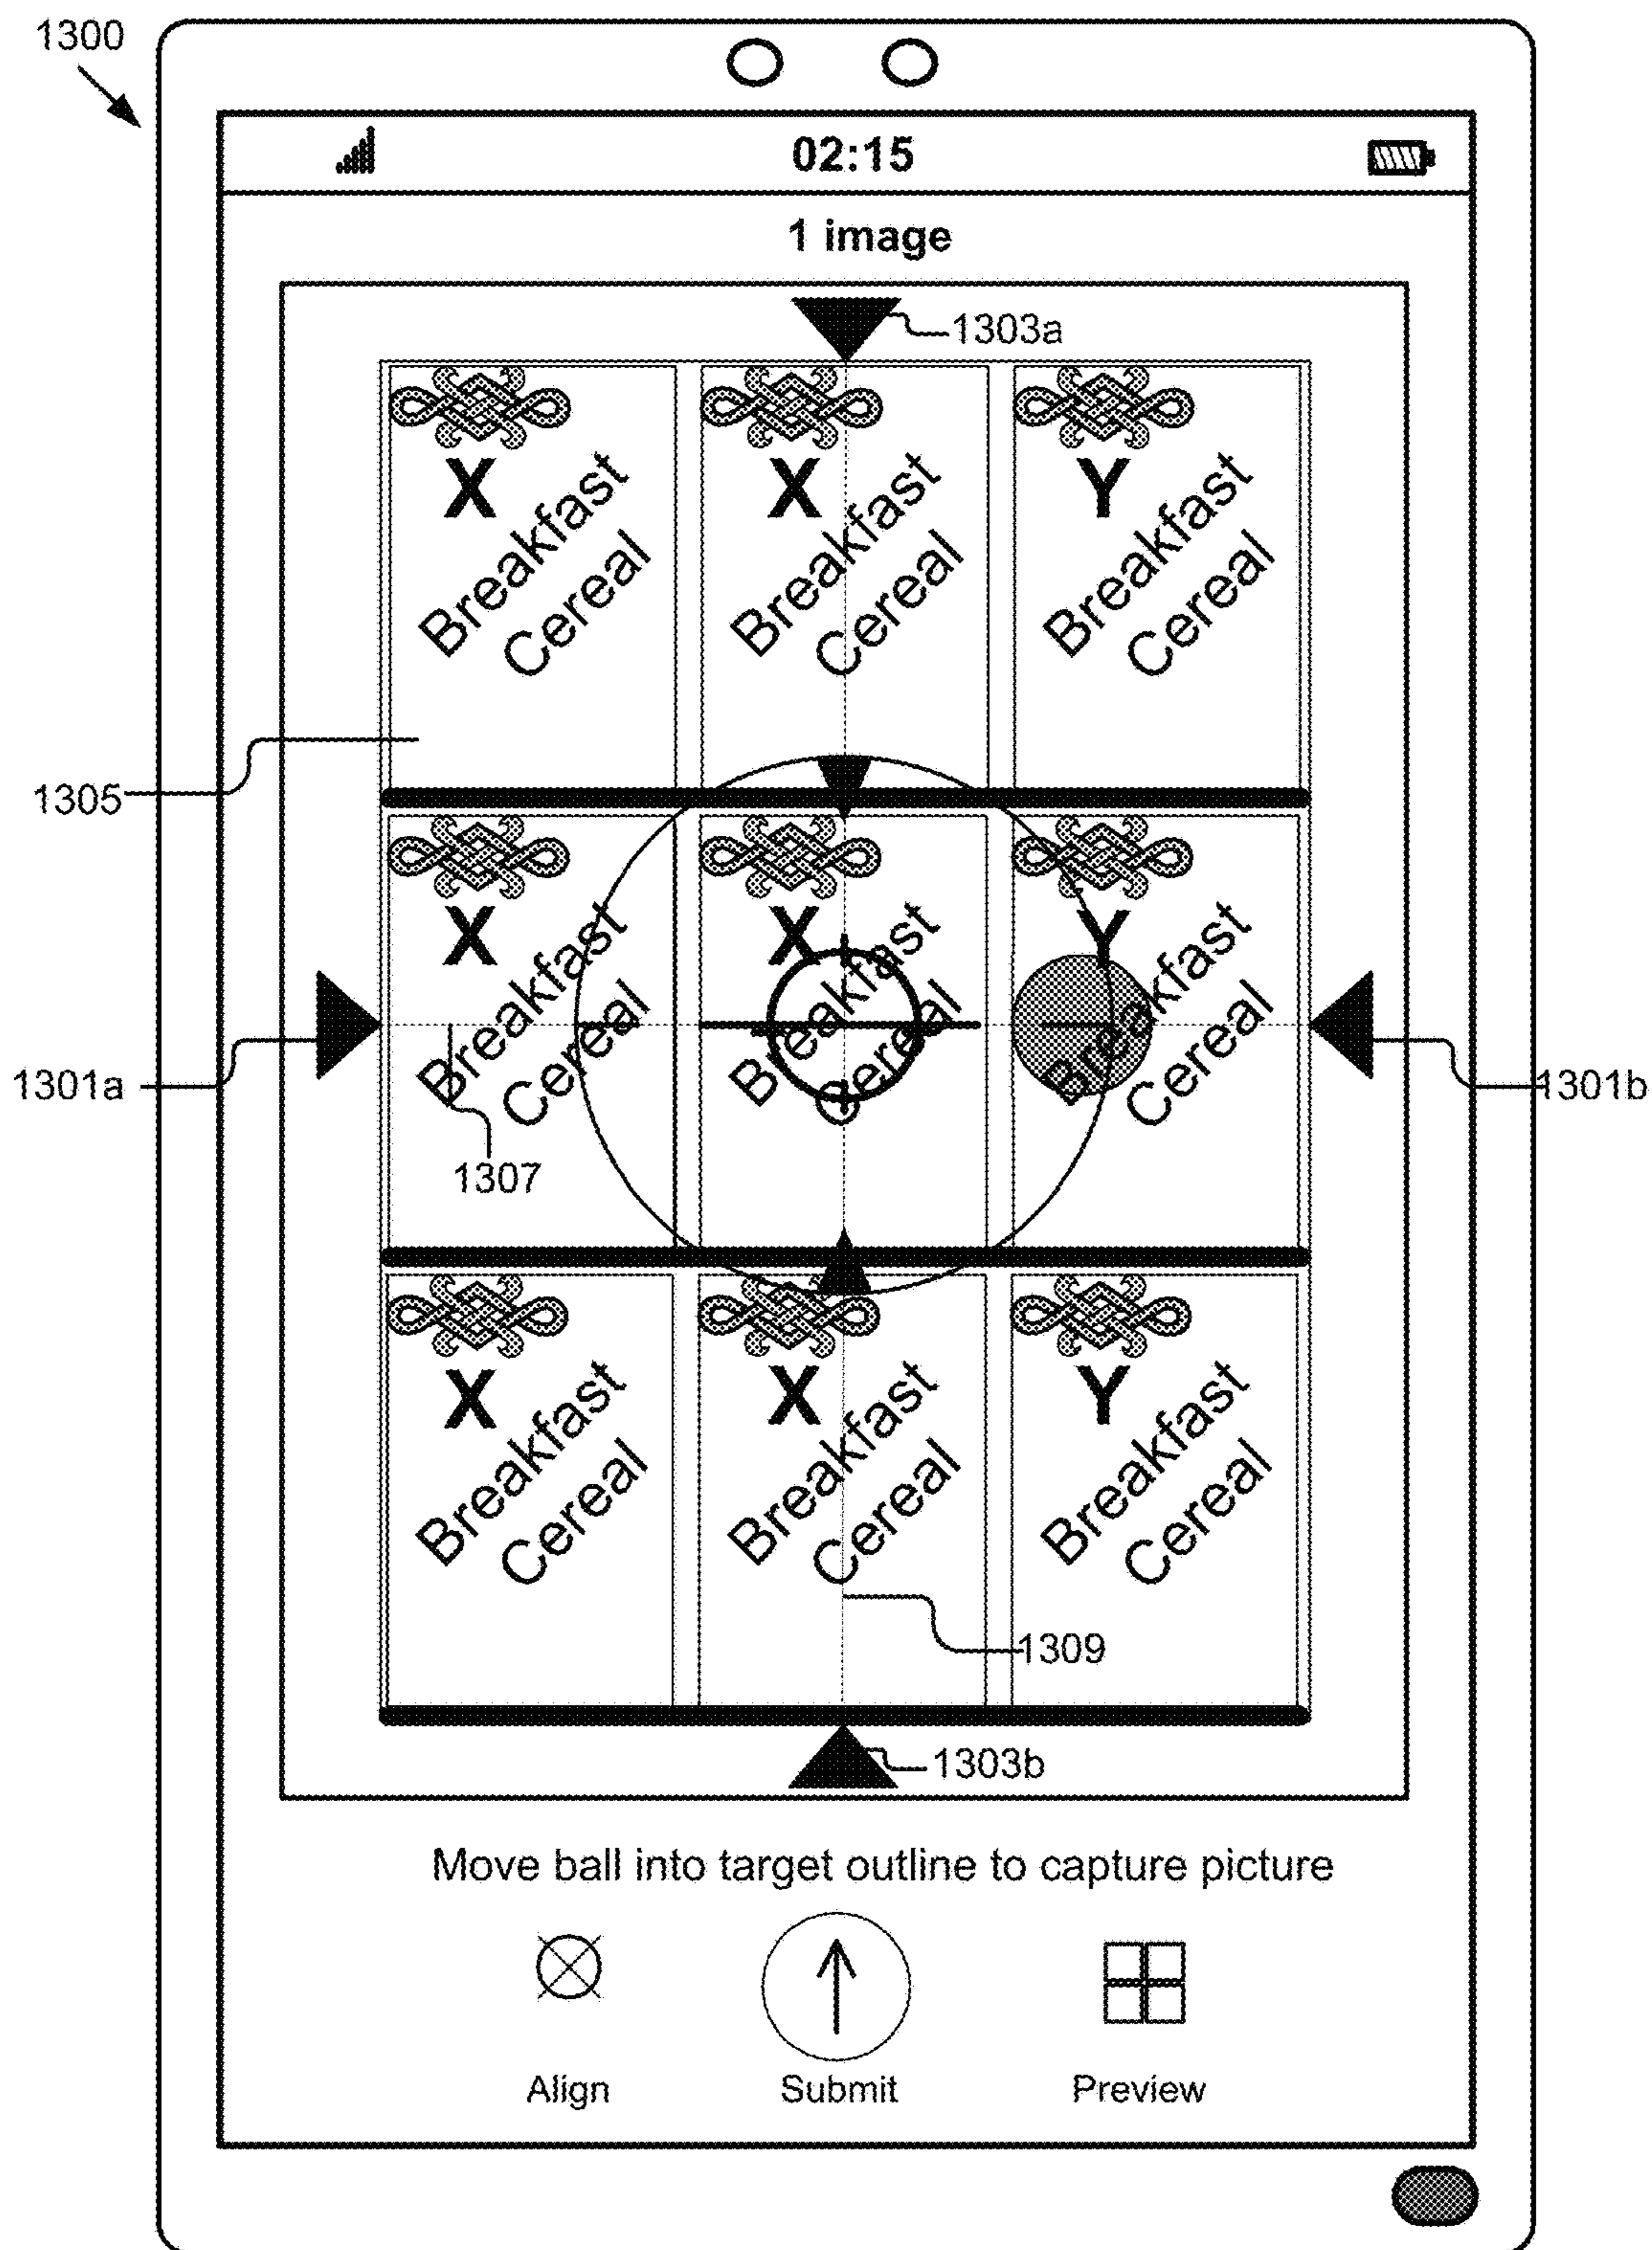 1300
02:15
1 image
1303a
X X Y
Breakfast Breakfast Breakfast
Cereal Cereal Cereal
1305
X X Y
Breakfast Breakfast Breakfast
Cereal Cereal Cereal
1301a
1301b
1307
X X Y
Breakfast Breakfast Breakfast
Cereal Cereal Cereal
1309
1303b
Move ball into target outline to capture picture
Align Submit Preview